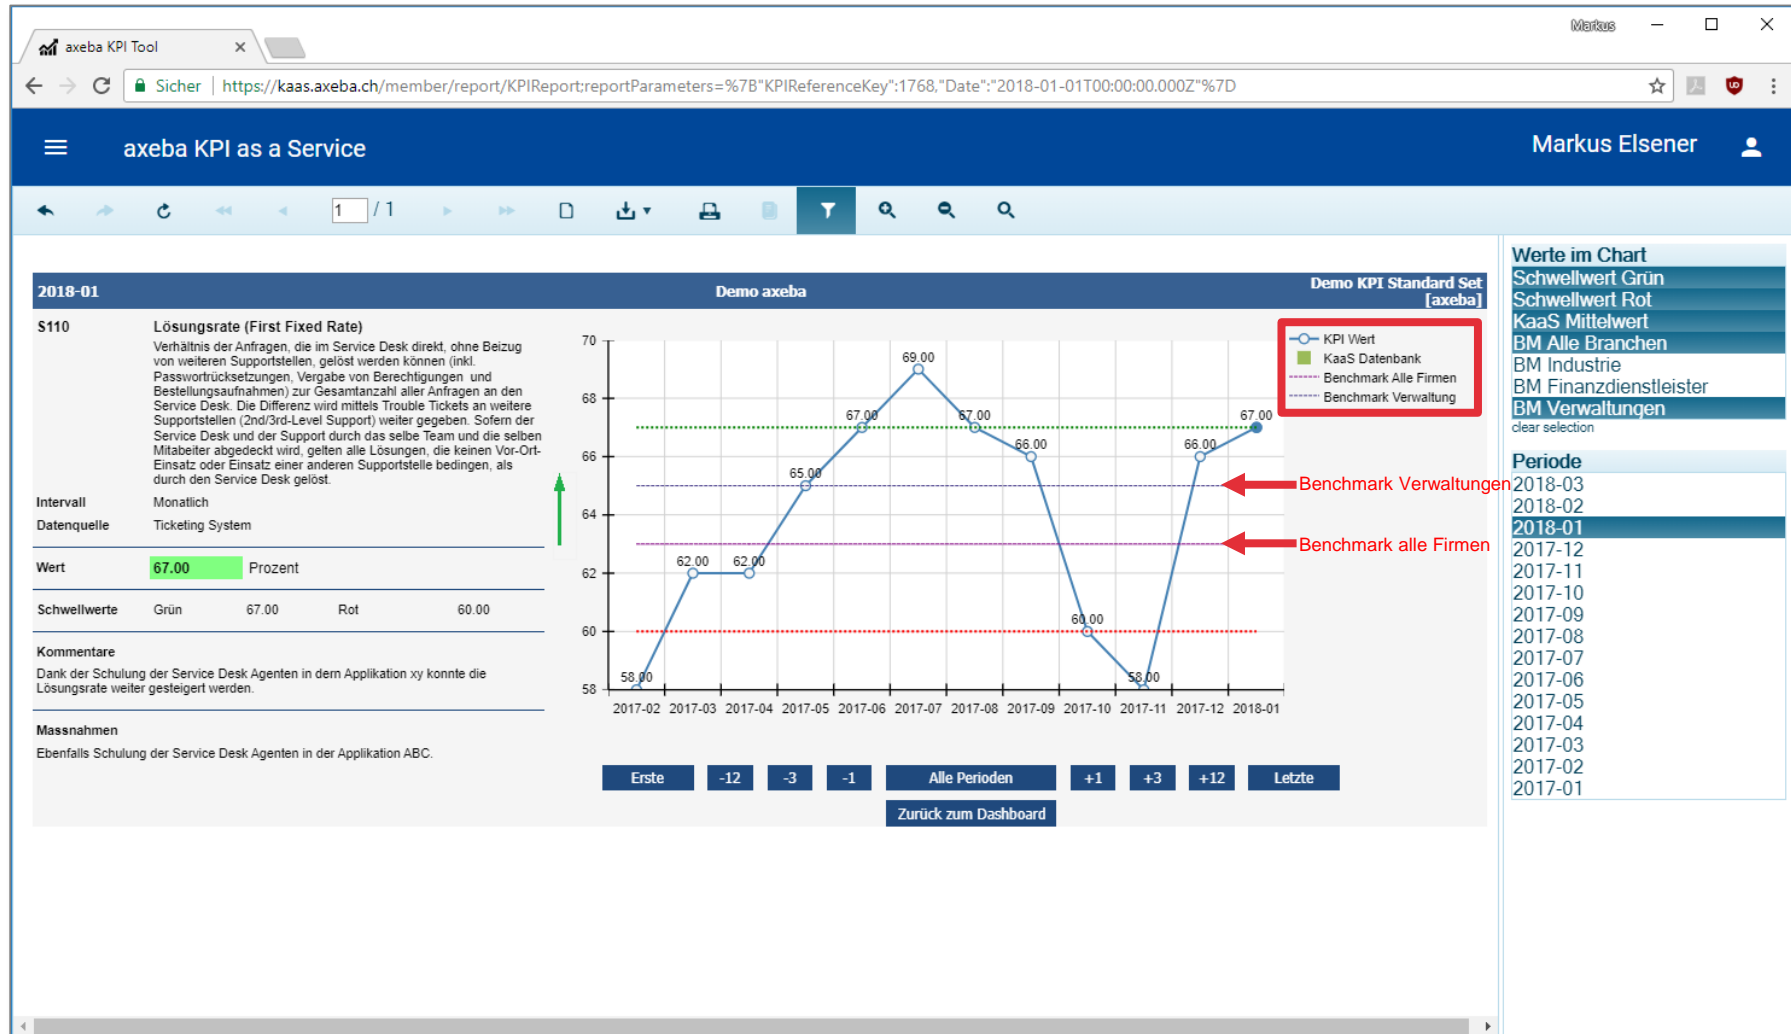 Markus
axeba KPI Tool
Sicher | https://kaas.axeba.ch/member/report/KPIReport;reportParameters=%7B"KPIReferenceKey":1768,"Date":"2018-01-01T00:00:00.000Z"%7D
axeba KPI as a Service
Markus Elsener
1 / 1
2018-01
Demo axeba
Demo KPI Standard Set
[axeba]
S110
Lösungsrate (First Fixed Rate)
Verhältnis der Anfragen, die im Service Desk direkt, ohne Beizug
von weiteren Supportstellen, gelöst werden können (inkl.
Passwortrücksetzungen, Vergabe von Berechtigungen und
Bestellungsaufnahmen) zur Gesamtanzahl aller Anfragen an den
Service Desk. Die Differenz wird mittels Trouble Tickets an weitere
Supportstellen (2nd/3rd-Level Support) weiter gegeben. Sofern der
Service Desk und der Support durch das selbe Team und die selben
Mitabeiter abgedeckt wird, gelten alle Lösungen, die keinen Vor-Ort-
Einsatz oder Einsatz einer anderen Supportstelle bedingen, als
durch den Service Desk gelöst.
Intervall Monatlich
Datenquelle Ticketing System
Wert 67.00 Prozent
Schwellwerte Grün 67.00 Rot 60.00
Kommentare
Dank der Schulung der Service Desk Agenten in dern Applikation xy konnte die
Lösungsrate weiter gesteigert werden.
Massnahmen
Ebenfalls Schulung der Service Desk Agenten in der Applikation ABC.
70
68
66
64
62
60
58
58.00
62.00
62.00
65.00
67.00
69.00
67.00
66.00
60.00
58.00
66.00
67.00
2017-02 2017-03 2017-04 2017-05 2017-06 2017-07 2017-08 2017-09 2017-10 2017-11 2017-12 2018-01
KPI Wert
KaaS Datenbank
Benchmark Alle Firmen
Benchmark Verwaltung
Benchmark Verwaltungen
Benchmark alle Firmen
Erste -12 -3 -1 Alle Perioden +1 +3 +12 Letzte
Zurück zum Dashboard
Werte im Chart
Schwellwert Grün
Schwellwert Rot
KaaS Mittelwert
BM Alle Branchen
BM Industrie
BM Finanzdienstleister
BM Verwaltungen
clear selection
Periode
2018-03
2018-02
2018-01
2017-12
2017-11
2017-10
2017-09
2017-08
2017-07
2017-06
2017-05
2017-04
2017-03
2017-02
2017-01